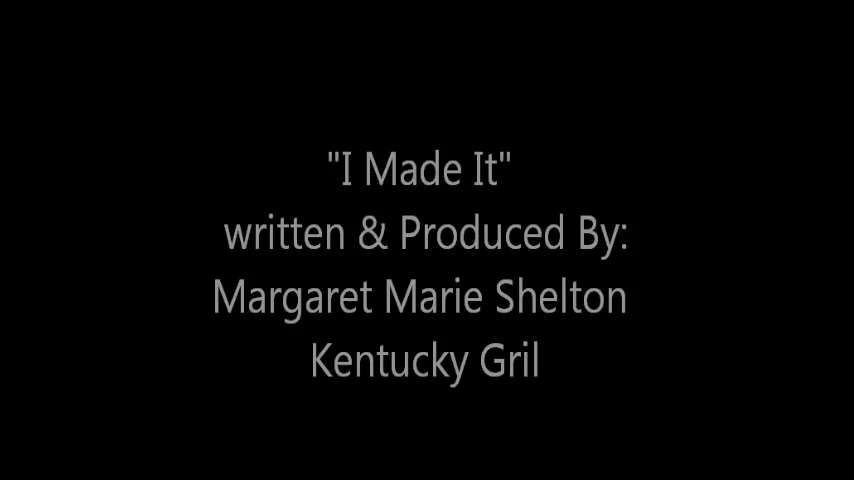 "I Made It"
written & Produced By:
Margaret Marie Shelton
Kentucky Gril